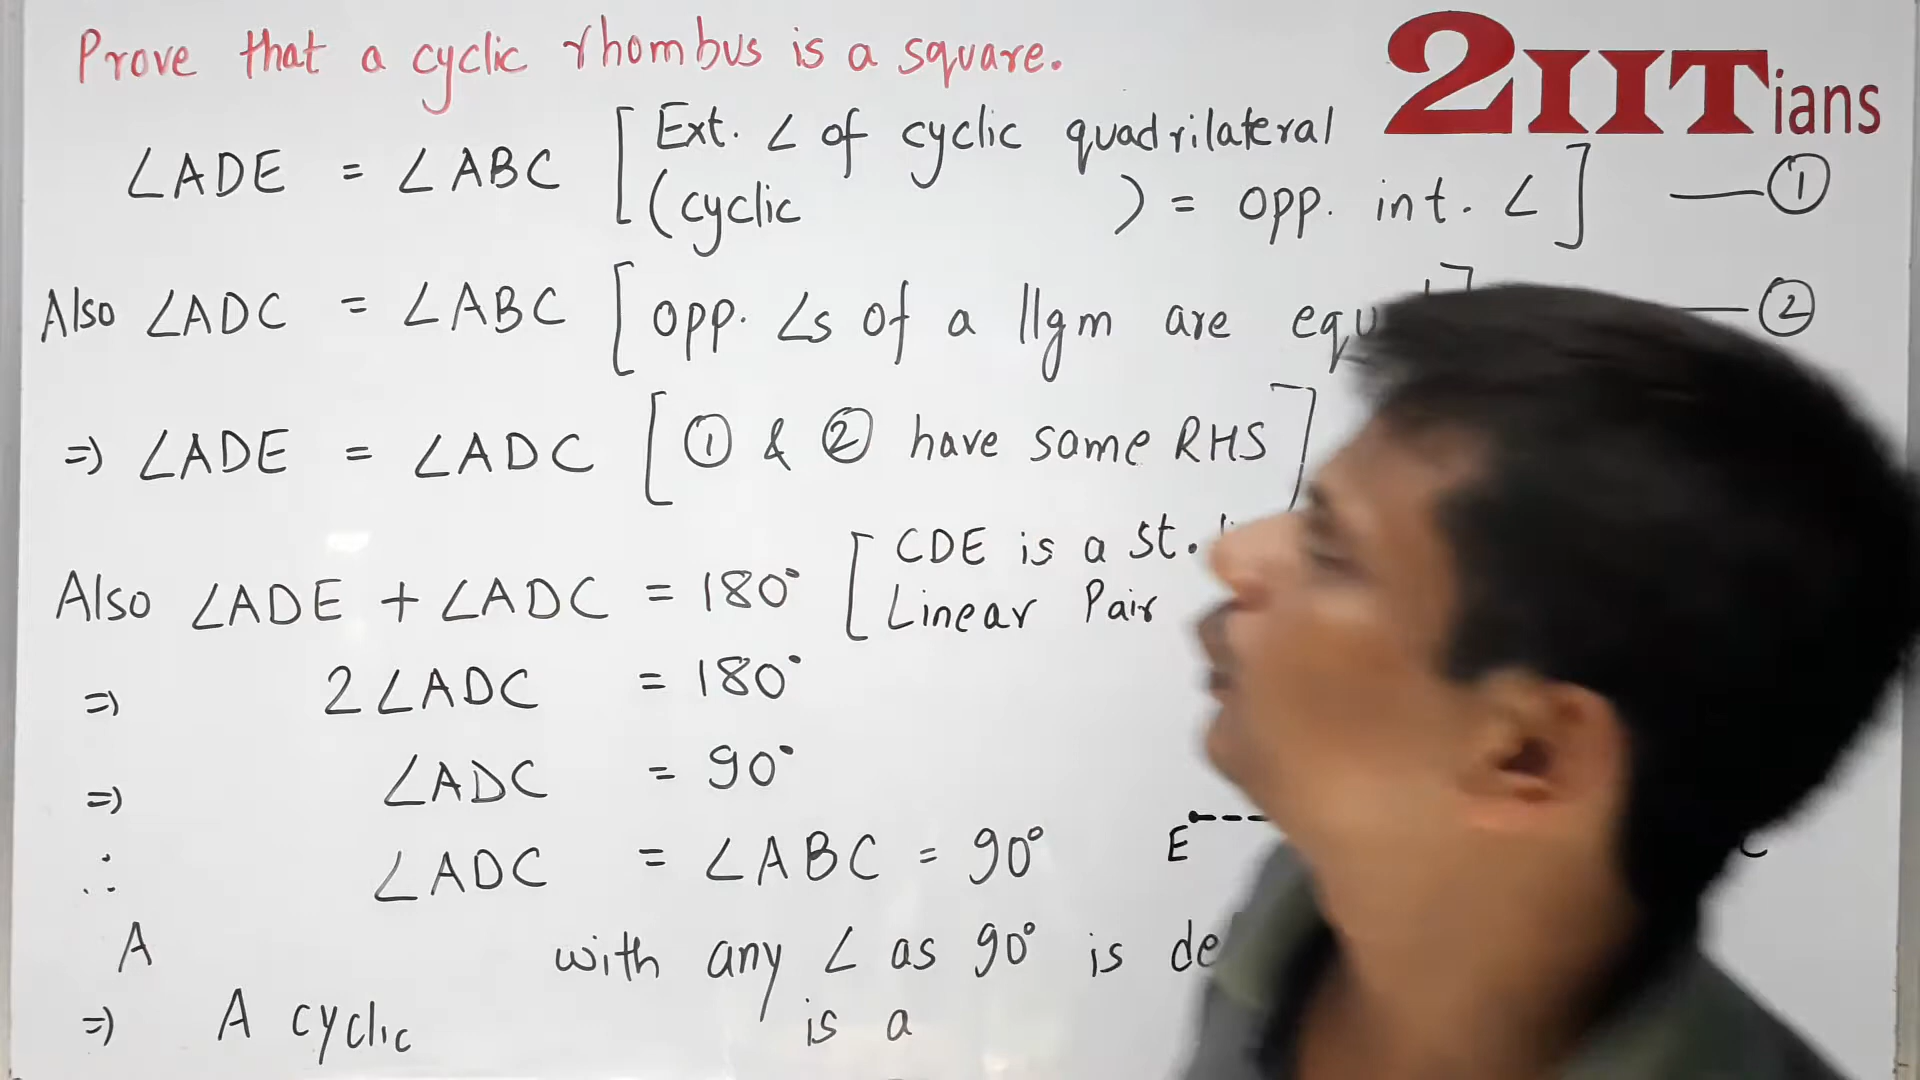 Prove that a cyclic rhombus is a square.
2IITians
∠ADE = ∠ABC [Ext. ∠ of cyclic quadrilateral
(cyclic ) = opp. int. ∠] —①
Also ∠ADC = ∠ABC [opp. ∠s of a ||gm are equ ] —②
⇒ ∠ADE = ∠ADC [① & ② have same RHS]
Also ∠ADE + ∠ADC = 180° [CDE is a st.
Linear Pair
⇒ 2∠ADC = 180°
⇒ ∠ADC = 90°
∴ ∠ADC = ∠ABC = 90°
E C
A with any ∠ as 90° is de
⇒ A cyclic is a